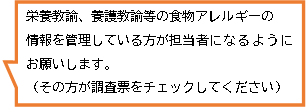 栄養教諭、養護教諭等の食物アレルギーの
情報を管理している方が担当者になるように
お願いします。
（その方が調査票をチェックしてください）